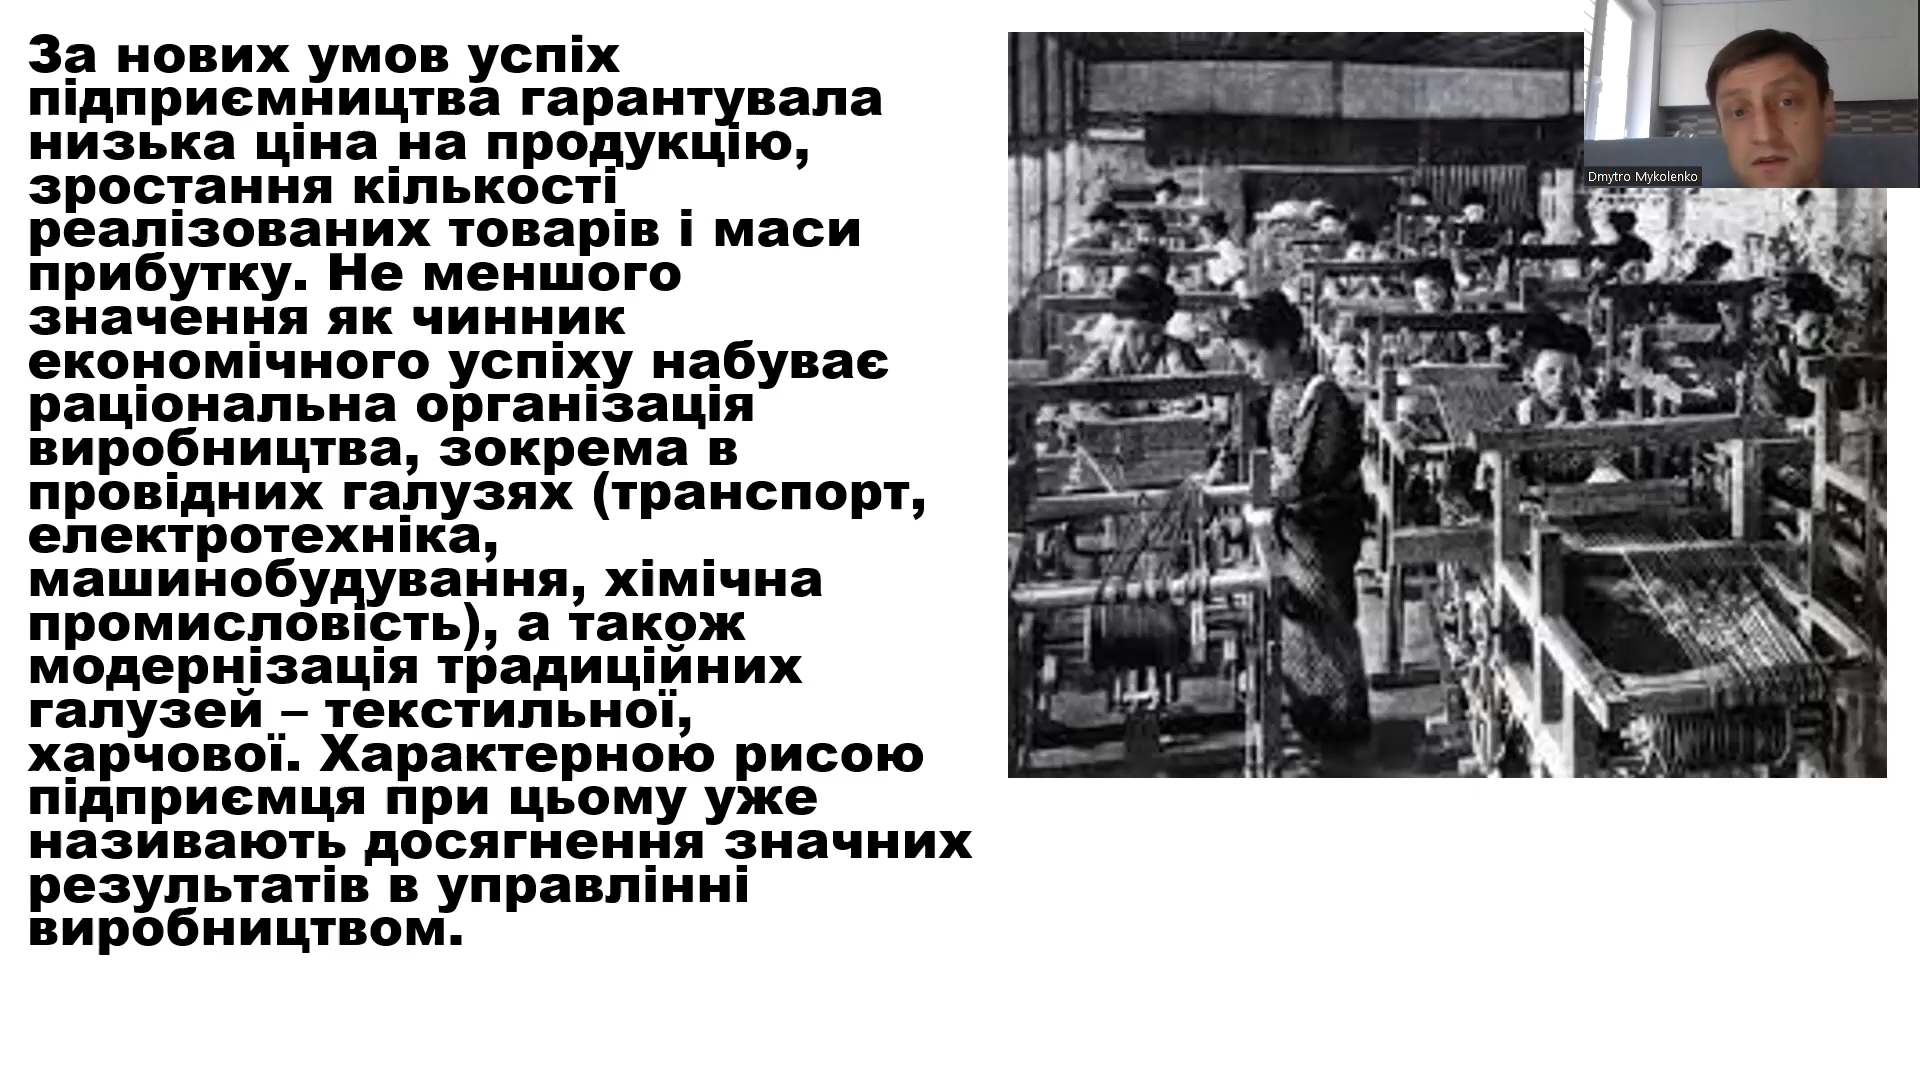 За нових умов успіх
підприємництва гарантувала
низька ціна на продукцію,
зростання кількості
реалізованих товарів і маси
прибутку. Не меншого
значення як чинник
економічного успіху набуває
раціональна організація
виробництва, зокрема в
провідних галузях (транспорт,
електротехніка,
машинобудування, хімічна
промисловість), а також
модернізація традиційних
галузей – текстильної,
харчової. Характерною рисою
підприємця при цьому уже
називають досягнення значних
результатів в управлінні
виробництвом.
Dmytro Mykolenko